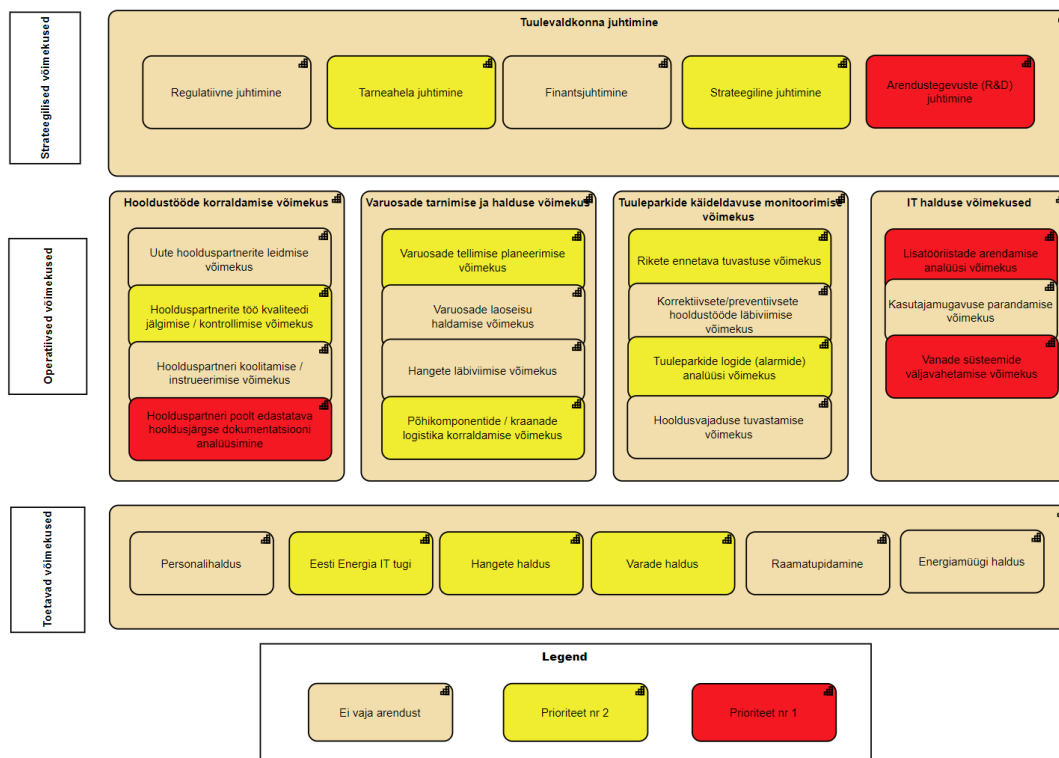 Strateegilised võimekused
Tuulevaldkonna juhtimine
Regulatiivne juhtimine
Tarneahela juhtimine
Finantsjuhtimine
Strateegiline juhtimine
Arendustegevuste (R&D)
juhtimine
Operatiivsed võimekused
Hooldustööde korraldamise võimekus
Uute hoolduspartnerite leidmise
võimekus
Hoolduspartnerite töö kvaliteedi
jälgimise / kontrollimise võimekus
Hoolduspartneri koolitamise /
instrueerimise võimekus
Hoolduspartneri poolt edastatava
hooldusjärgse dokumentatsiooni
analüüsimine
Varuosade tarnimise ja halduse võimekus
Varuosade tellimise planeerimise
võimekus
Varuosade laoseisu
haldamise võimekus
Hangete läbiviimise võimekus
Põhikomponentide / kraanade
logistika korraldamise võimekus
Tuuleparkide käideldavuse monitoorimise
võimekus
Rikete ennetava tuvastuse võimekus
Korrektiivsete/preventiivsete
hooldustööde läbiviimise
võimekus
Tuuleparkide logide (alarmide)
analüüsi võimekus
Hooldusvajaduse tuvastamise
võimekus
IT halduse võimekused
Lisatööriistade arendamise
analüüsi võimekus
Kasutajamugavuse parandamise
võimekus
Vanade süsteemide
väljavahetamise võimekus
Toetavad võimekused
Personalihaldus
Eesti Energia IT tugi
Hangete haldus
Varade haldus
Raamatupidamine
Energiamüügi haldus
Legend
Ei vaja arendust
Prioriteet nr 2
Prioriteet nr 1